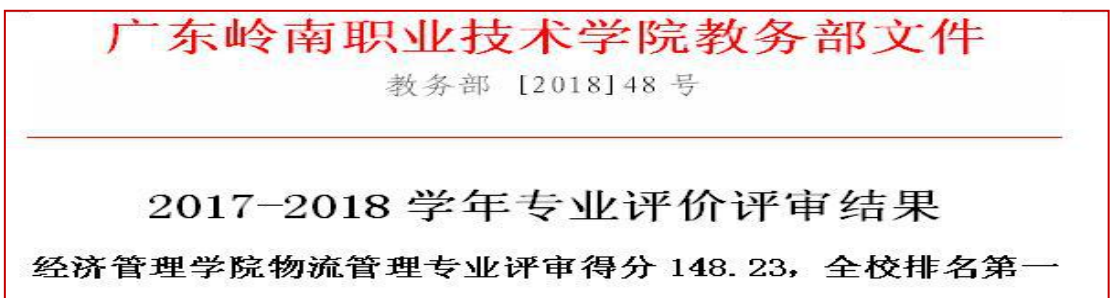 广东岭南职业技术学院教务部文件
教务部 [2018]48 号
2017-2018 学年专业评价评审结果
经济管理学院物流管理专业评审得分 148.23，全校排名第一